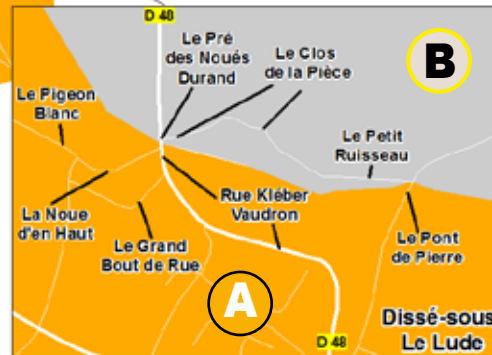 D 48
Le Pré
des Noués
Durand
Le Clos
de la Pièce
B
Le Pigeon
Blanc
Le Petit
Ruisseau
La Noue
d'en Haut
Rue Kléber
Vaudron
Le Grand
Bout de Rue
Le Pont
de Pierre
A
Dissé-sous
Le Lude
D 48